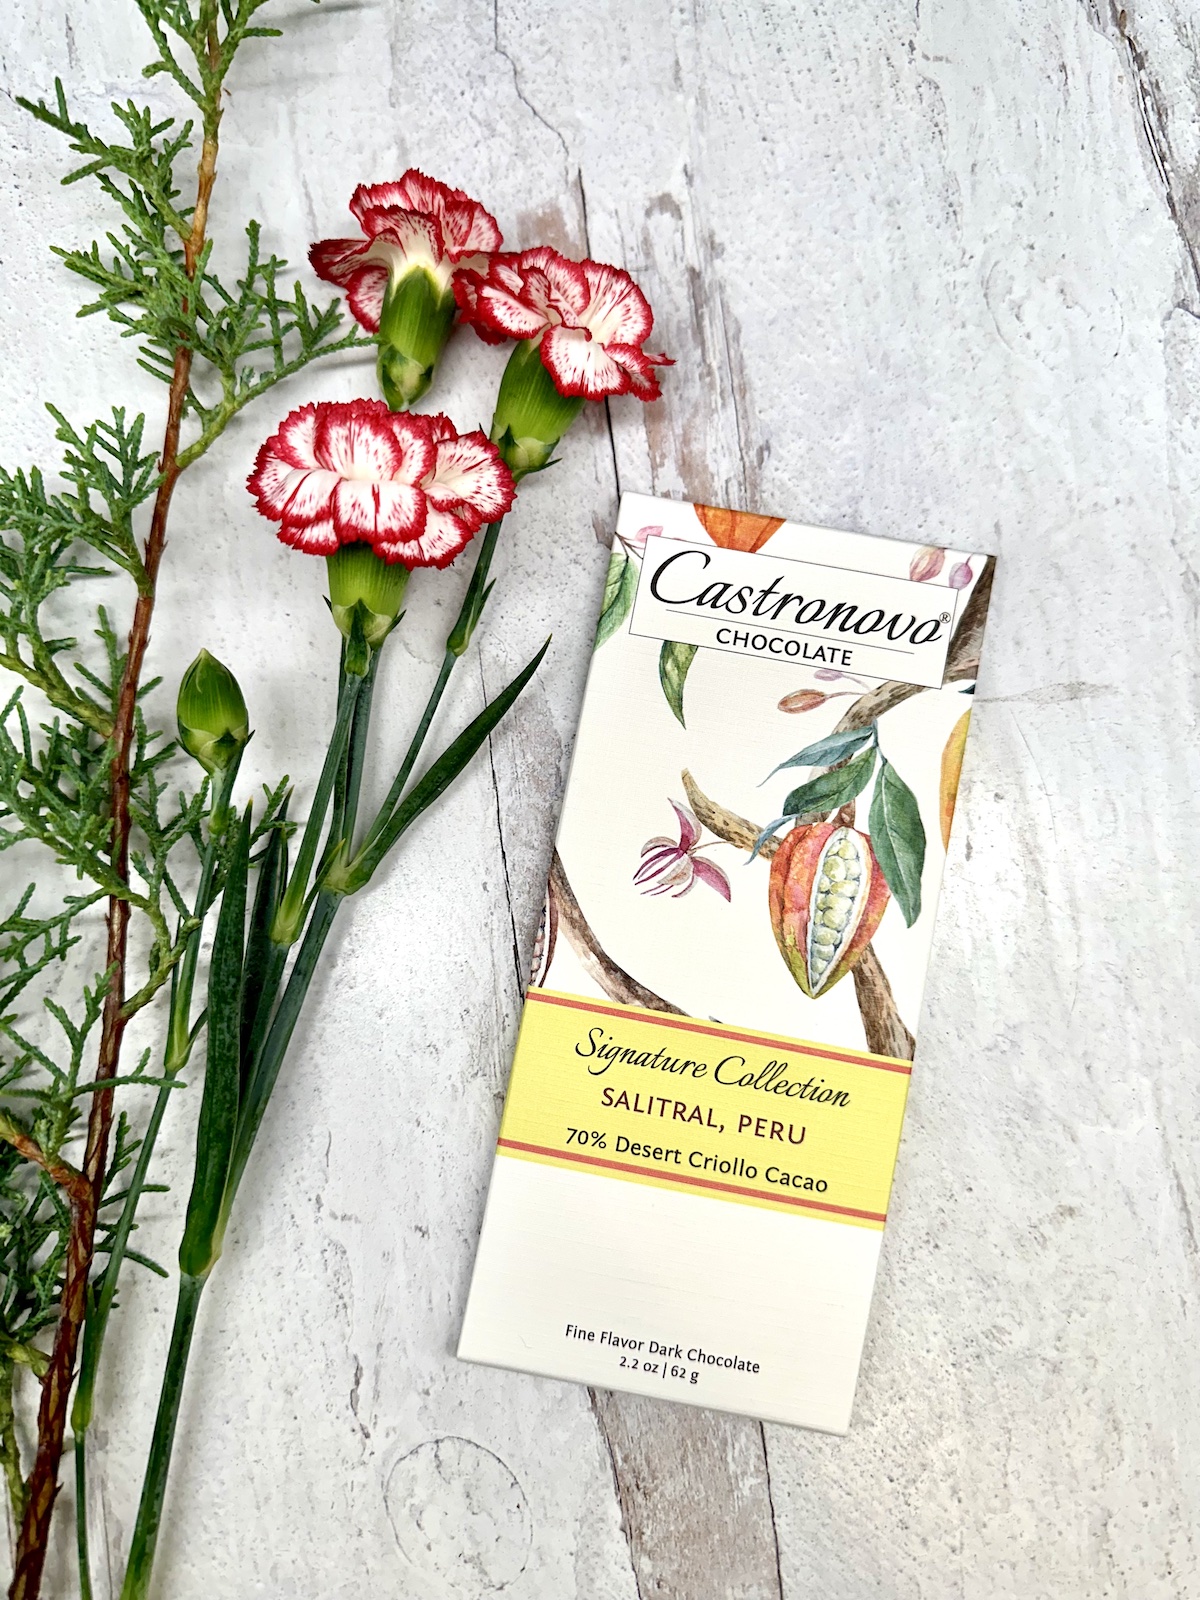 Castronovo®
CHOCOLATE
Signature Collection
SALITRAL, PERU
70% Desert Criollo Cacao
Fine Flavor Dark Chocolate
2.2 oz | 62 g